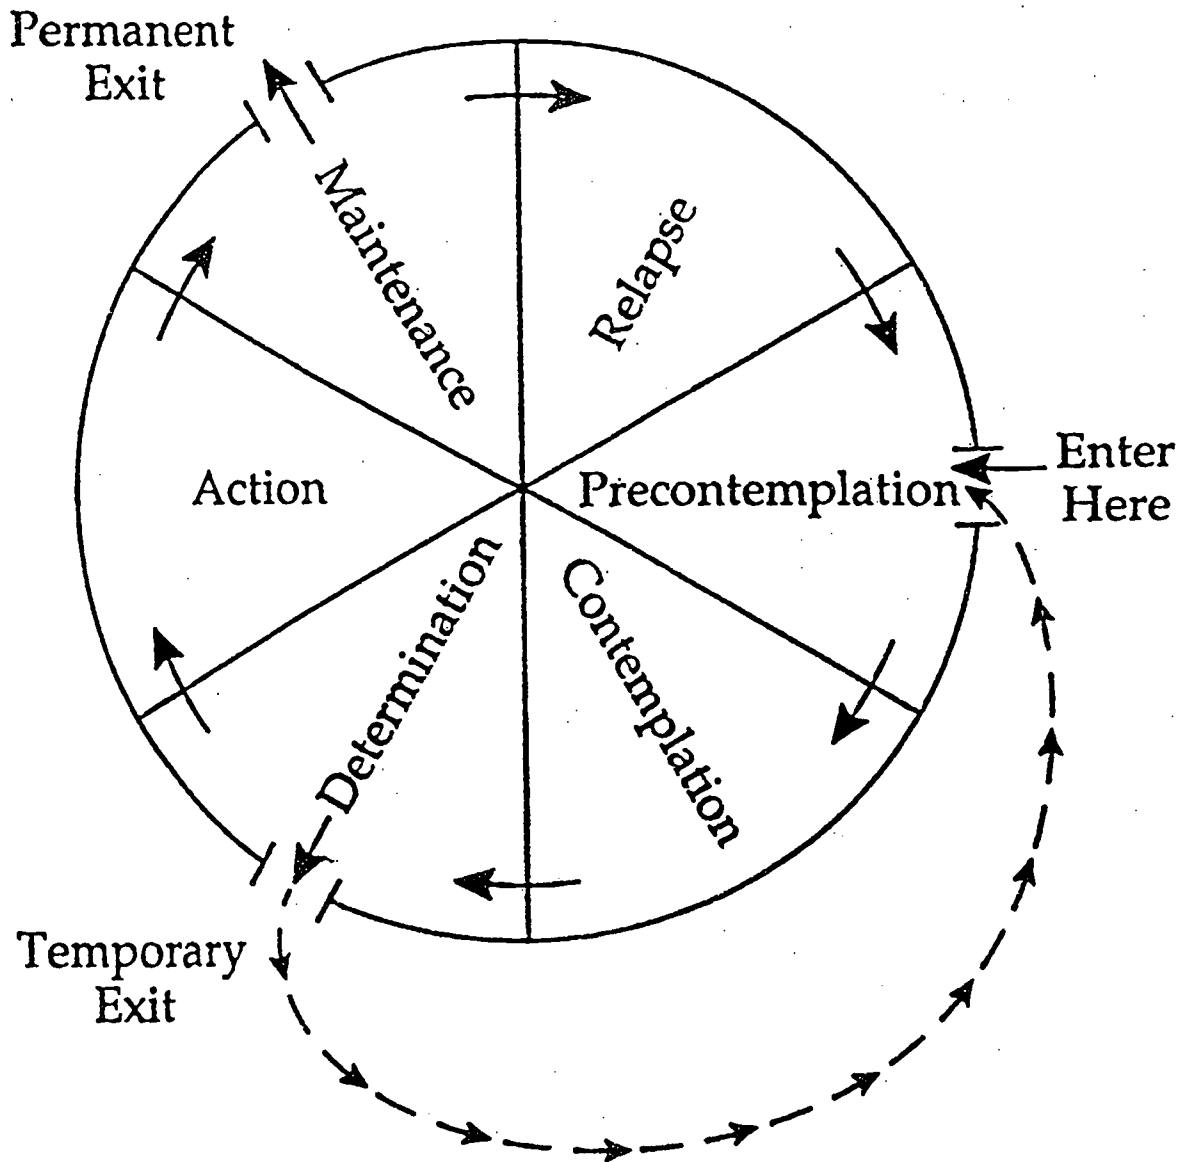 Permanent
Exit
Maintenance
Relapse
Action
Precontemplation
Enter
Here
Determination
Contemplation
Temporary
Exit